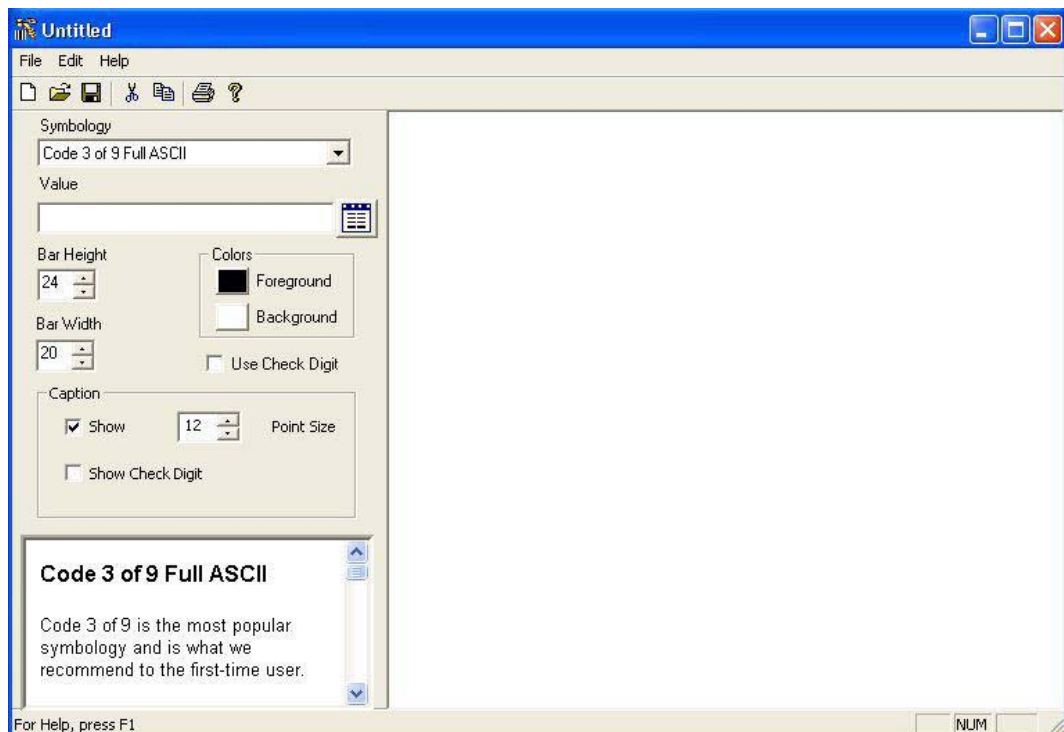 Untitled
File Edit Help
Symbology
Code 3 of 9 Full ASCII
Value
Bar Height
24
Bar Width
20
Colors
Foreground
Background
Use Check Digit
Caption
Show 12 Point Size
Show Check Digit
Code 3 of 9 Full ASCII
Code 3 of 9 is the most popular
symbology and is what we
recommend to the first-time user.
For Help, press F1
NUM